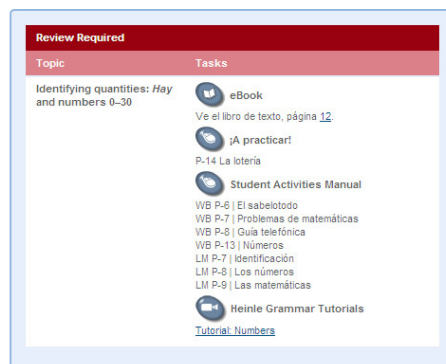 Review Required
Topic Tasks
Identifying quantities: Hay
and numbers 0–30
eBook
Ve el libro de texto, página 12.
¡A practicar!
P-14 La lotería
Student Activities Manual
WB P-6 | El sabelotodo
WB P-7 | Problemas de matemáticas
WB P-8 | Guía telefónica
WB P-13 | Números
LM P-7 | Identificación
LM P-8 | Los números
LM P-9 | Las matemáticas
Heinle Grammar Tutorials
Tutorial: Numbers